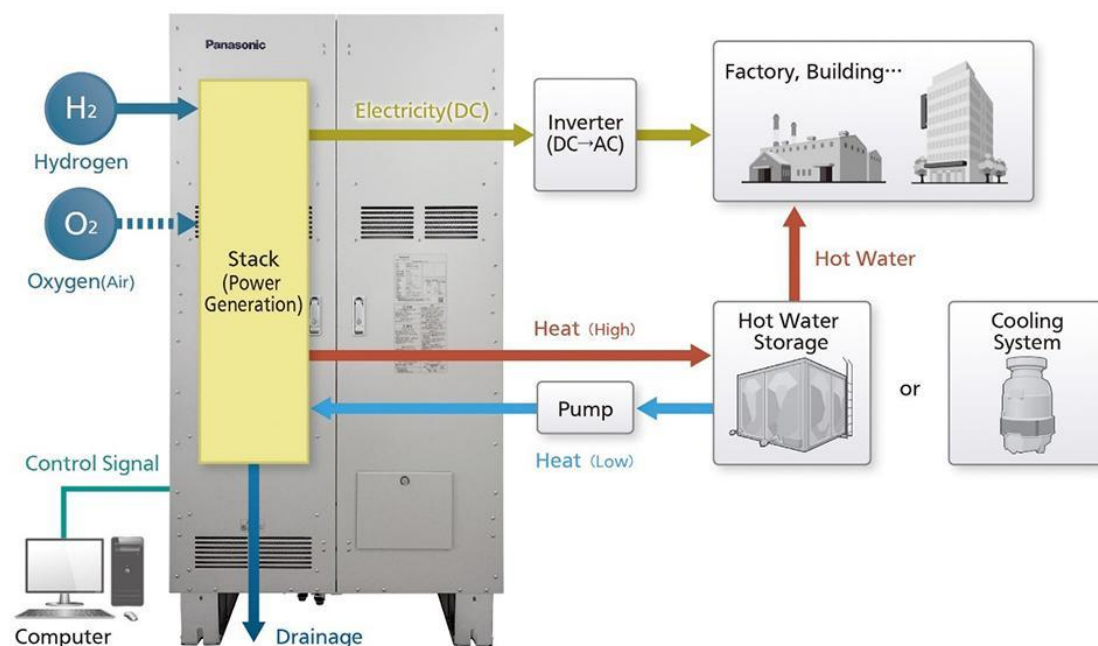 Panasonic
H2
Hydrogen
O2
Oxygen(Air)
Stack
(Power
Generation)
Electricity(DC)
Inverter
(DC→AC)
Factory, Building…
Hot Water
Heat (High)
Hot Water
Storage
or
Cooling
System
Pump
Heat (Low)
Control Signal
Computer
Drainage